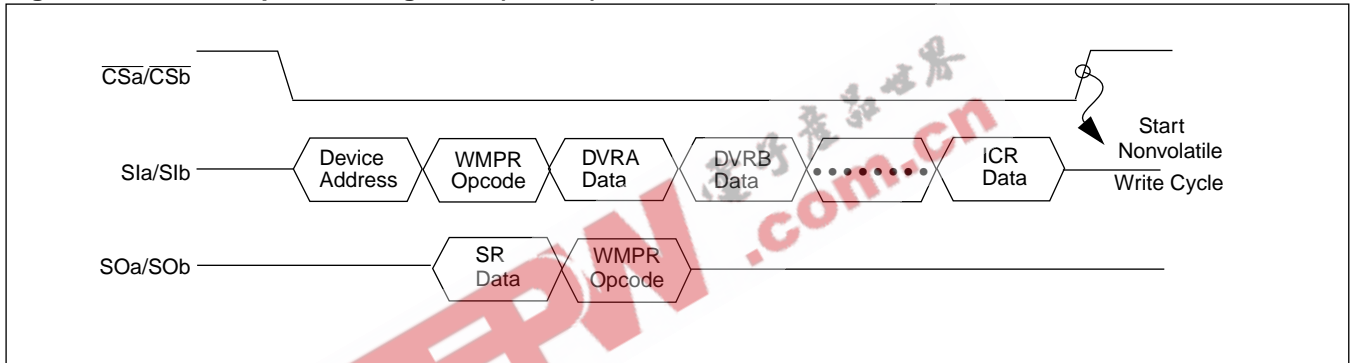 CSa/CSb
SIa/SIb
Device
Address
WMPR
Opcode
DVRA
Data
DVRB
Data
ICR
Data
Start
Nonvolatile
Write Cycle
SOa/SOb
SR
Data
WMPR
Opcode
.com.cn